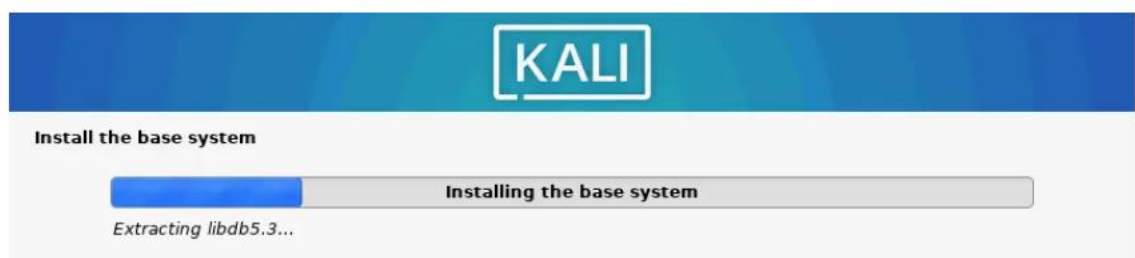 KALI
Install the base system
Installing the base system
Extracting libdb5.3...